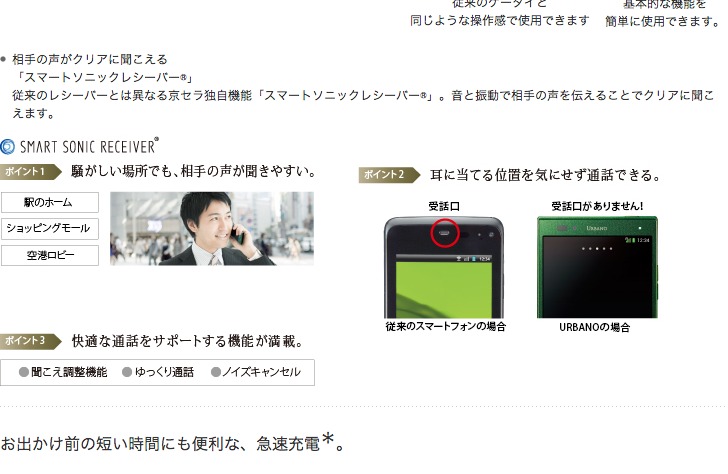 従来のケータイと
同じような操作感で使用できます
基本的な機能を
簡単に使用できます。
相手の声がクリアに聞こえる
「スマートソニックレシーバー®」
従来のレシーバーとは異なる京セラ独自機能「スマートソニックレシーバー®」。音と振動で相手の声を伝えることでクリアに聞こ
えます。
SMART SONIC RECEIVER®
ポイント1 騒がしい場所でも、相手の声が聞きやすい。
駅のホーム
ショッピングモール
空港ロビー
ポイント2 耳に当てる位置を気にせず通話できる。
受話口
12:34
従来のスマートフォンの場合
受話口がありません!
URBANO
12:34
URBANOの場合
ポイント3 快適な通話をサポートする機能が満載。
●聞こえ調整機能 ●ゆっくり通話 ●ノイズキャンセル
お出かけ前の短い時間にも便利な、急速充電＊。